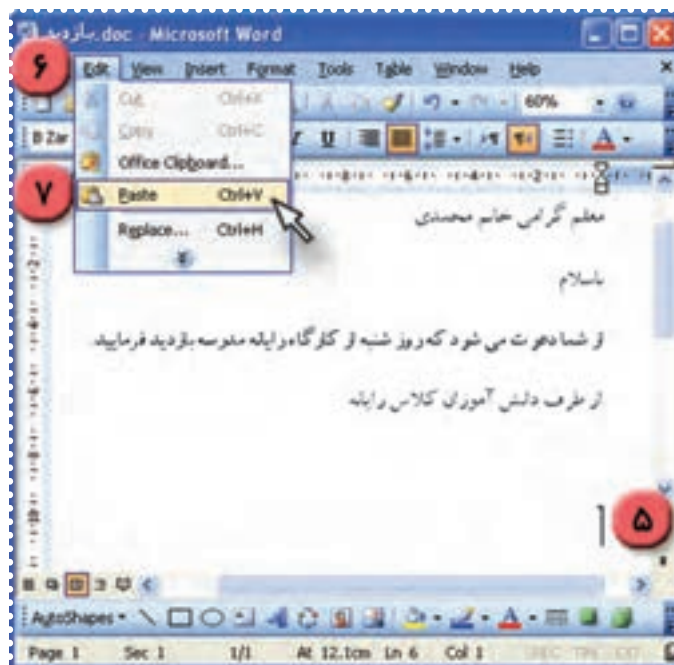 بازدید.doc - Microsoft Word
۶
Edit View Insert Format Tools Table Window Help
Cut Ctrl+X
60%
B Zar
Copy Ctrl+C
U
Office Clipboard...
۷
Paste Ctrl+V
Replace... Ctrl+H
معلم گرامی خانم محمدی
باسلام
از شما دعوت می شود که روز شنبه از کارگاه رایانه مدرسه بازدید فرمایید.
از طرف دانش آموزان کلاس رایانه
۵
AutoShapes
Page 1 Sec 1 1/1 At 12.1cm Ln 6 Col 1